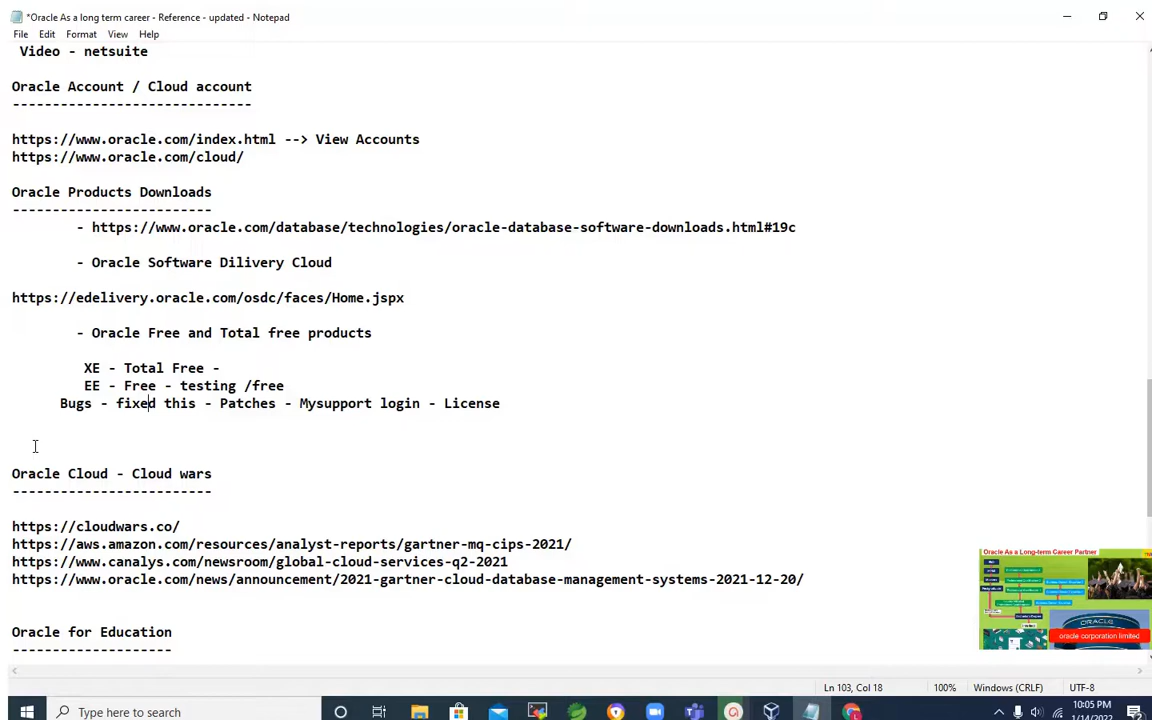 *Oracle As a long term career - Reference - updated - Notepad
File Edit Format View Help
Video - netsuite
Oracle Account / Cloud account
------------------------------
https://www.oracle.com/index.html --> View Accounts
https://www.oracle.com/cloud/
Oracle Products Downloads
-------------------------
- https://www.oracle.com/database/technologies/oracle-database-software-downloads.html#19c
- Oracle Software Dilivery Cloud
https://edelivery.oracle.com/osdc/faces/Home.jspx
- Oracle Free and Total free products
XE - Total Free -
EE - Free - testing /free
Bugs - fixed this - Patches - Mysupport login - License
Oracle Cloud - Cloud wars
-------------------------
https://cloudwars.co/
https://aws.amazon.com/resources/analyst-reports/gartner-mq-cips-2021/
https://www.canalys.com/newsroom/global-cloud-services-q2-2021
https://www.oracle.com/news/announcement/2021-gartner-cloud-database-management-systems-2021-12-20/
Oracle As a Long-term Career Partner
ORACLE
oracle corporation limited
Oracle for Education
--------------------
Ln 103, Col 18 100% Windows (CRLF) UTF-8
Type here to search
10:05 PM
1/14/2022